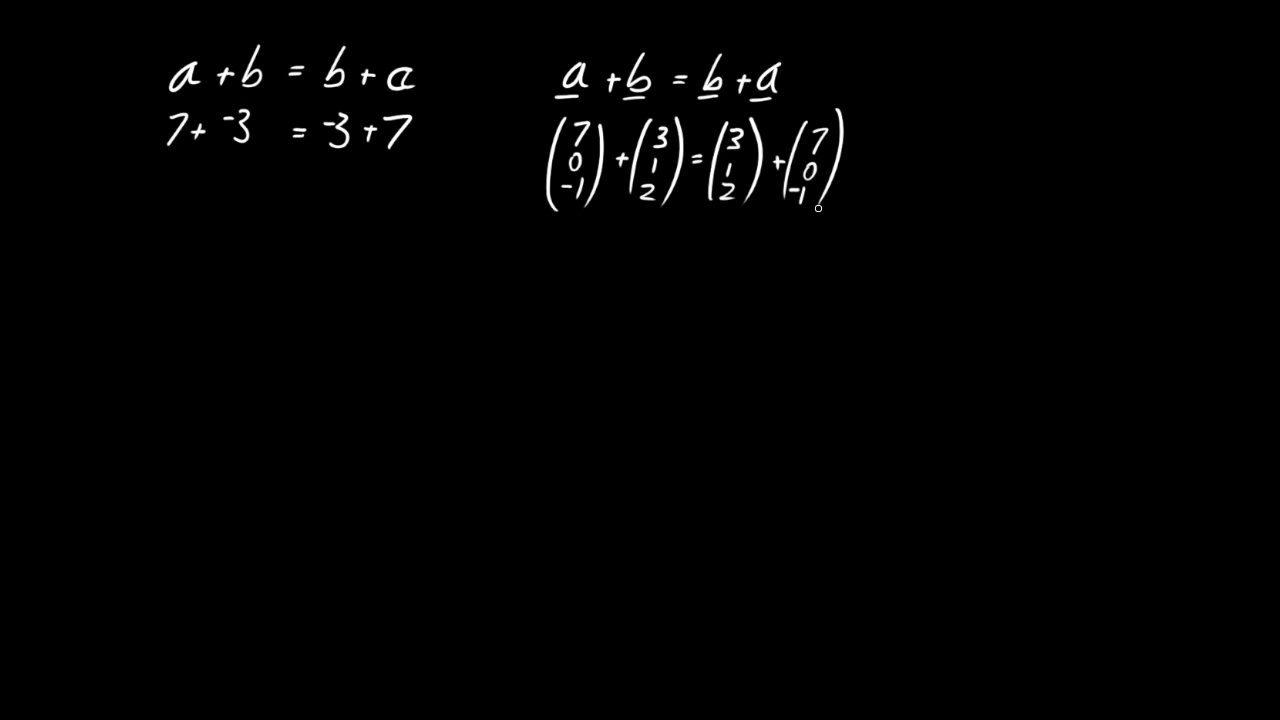 a + b = b + a
7 + -3 = -3 + 7
a + b = b + a
(7 0 -1) + (3 1 2) = (3 1 2) + (7 0 -1)